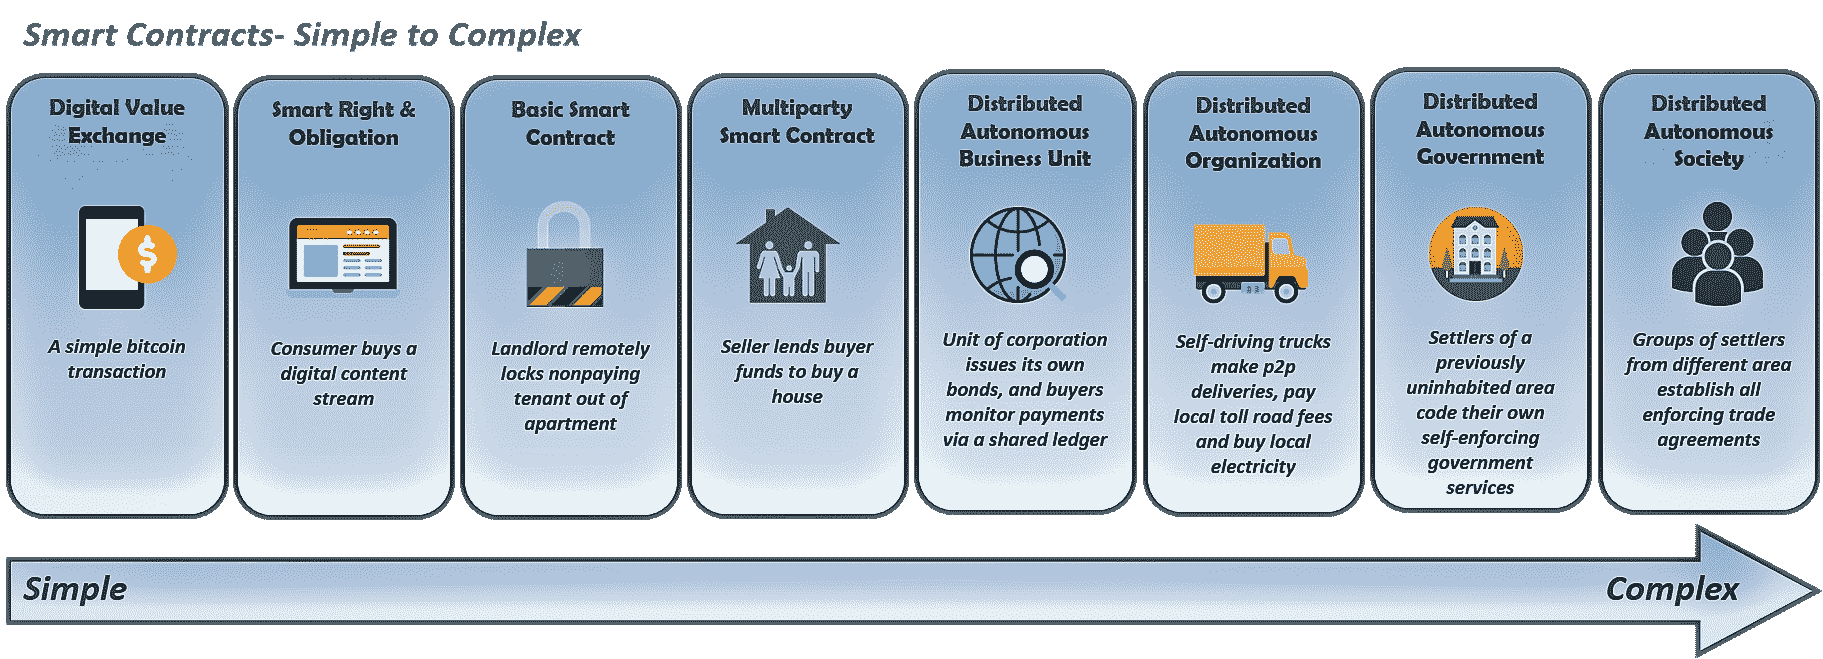 Smart Contracts- Simple to Complex
Digital Value
Exchange
A simple bitcoin
transaction
Smart Right &
Obligation
Consumer buys a
digital content
stream
Basic Smart
Contract
Landlord remotely
locks nonpaying
tenant out of
apartment
Multiparty
Smart Contract
Seller lends buyer
funds to buy a
house
Distributed
Autonomous
Business Unit
Unit of corporation
issues its own
bonds, and buyers
monitor payments
via a shared ledger
Distributed
Autonomous
Organization
Self-driving trucks
make p2p
deliveries, pay
local toll road fees
and buy local
electricity
Distributed
Autonomous
Government
Settlers of a
previously
uninhabited area
code their own
self-enforcing
government
services
Distributed
Autonomous
Society
Groups of settlers
from different area
establish all
enforcing trade
agreements
Simple
Complex